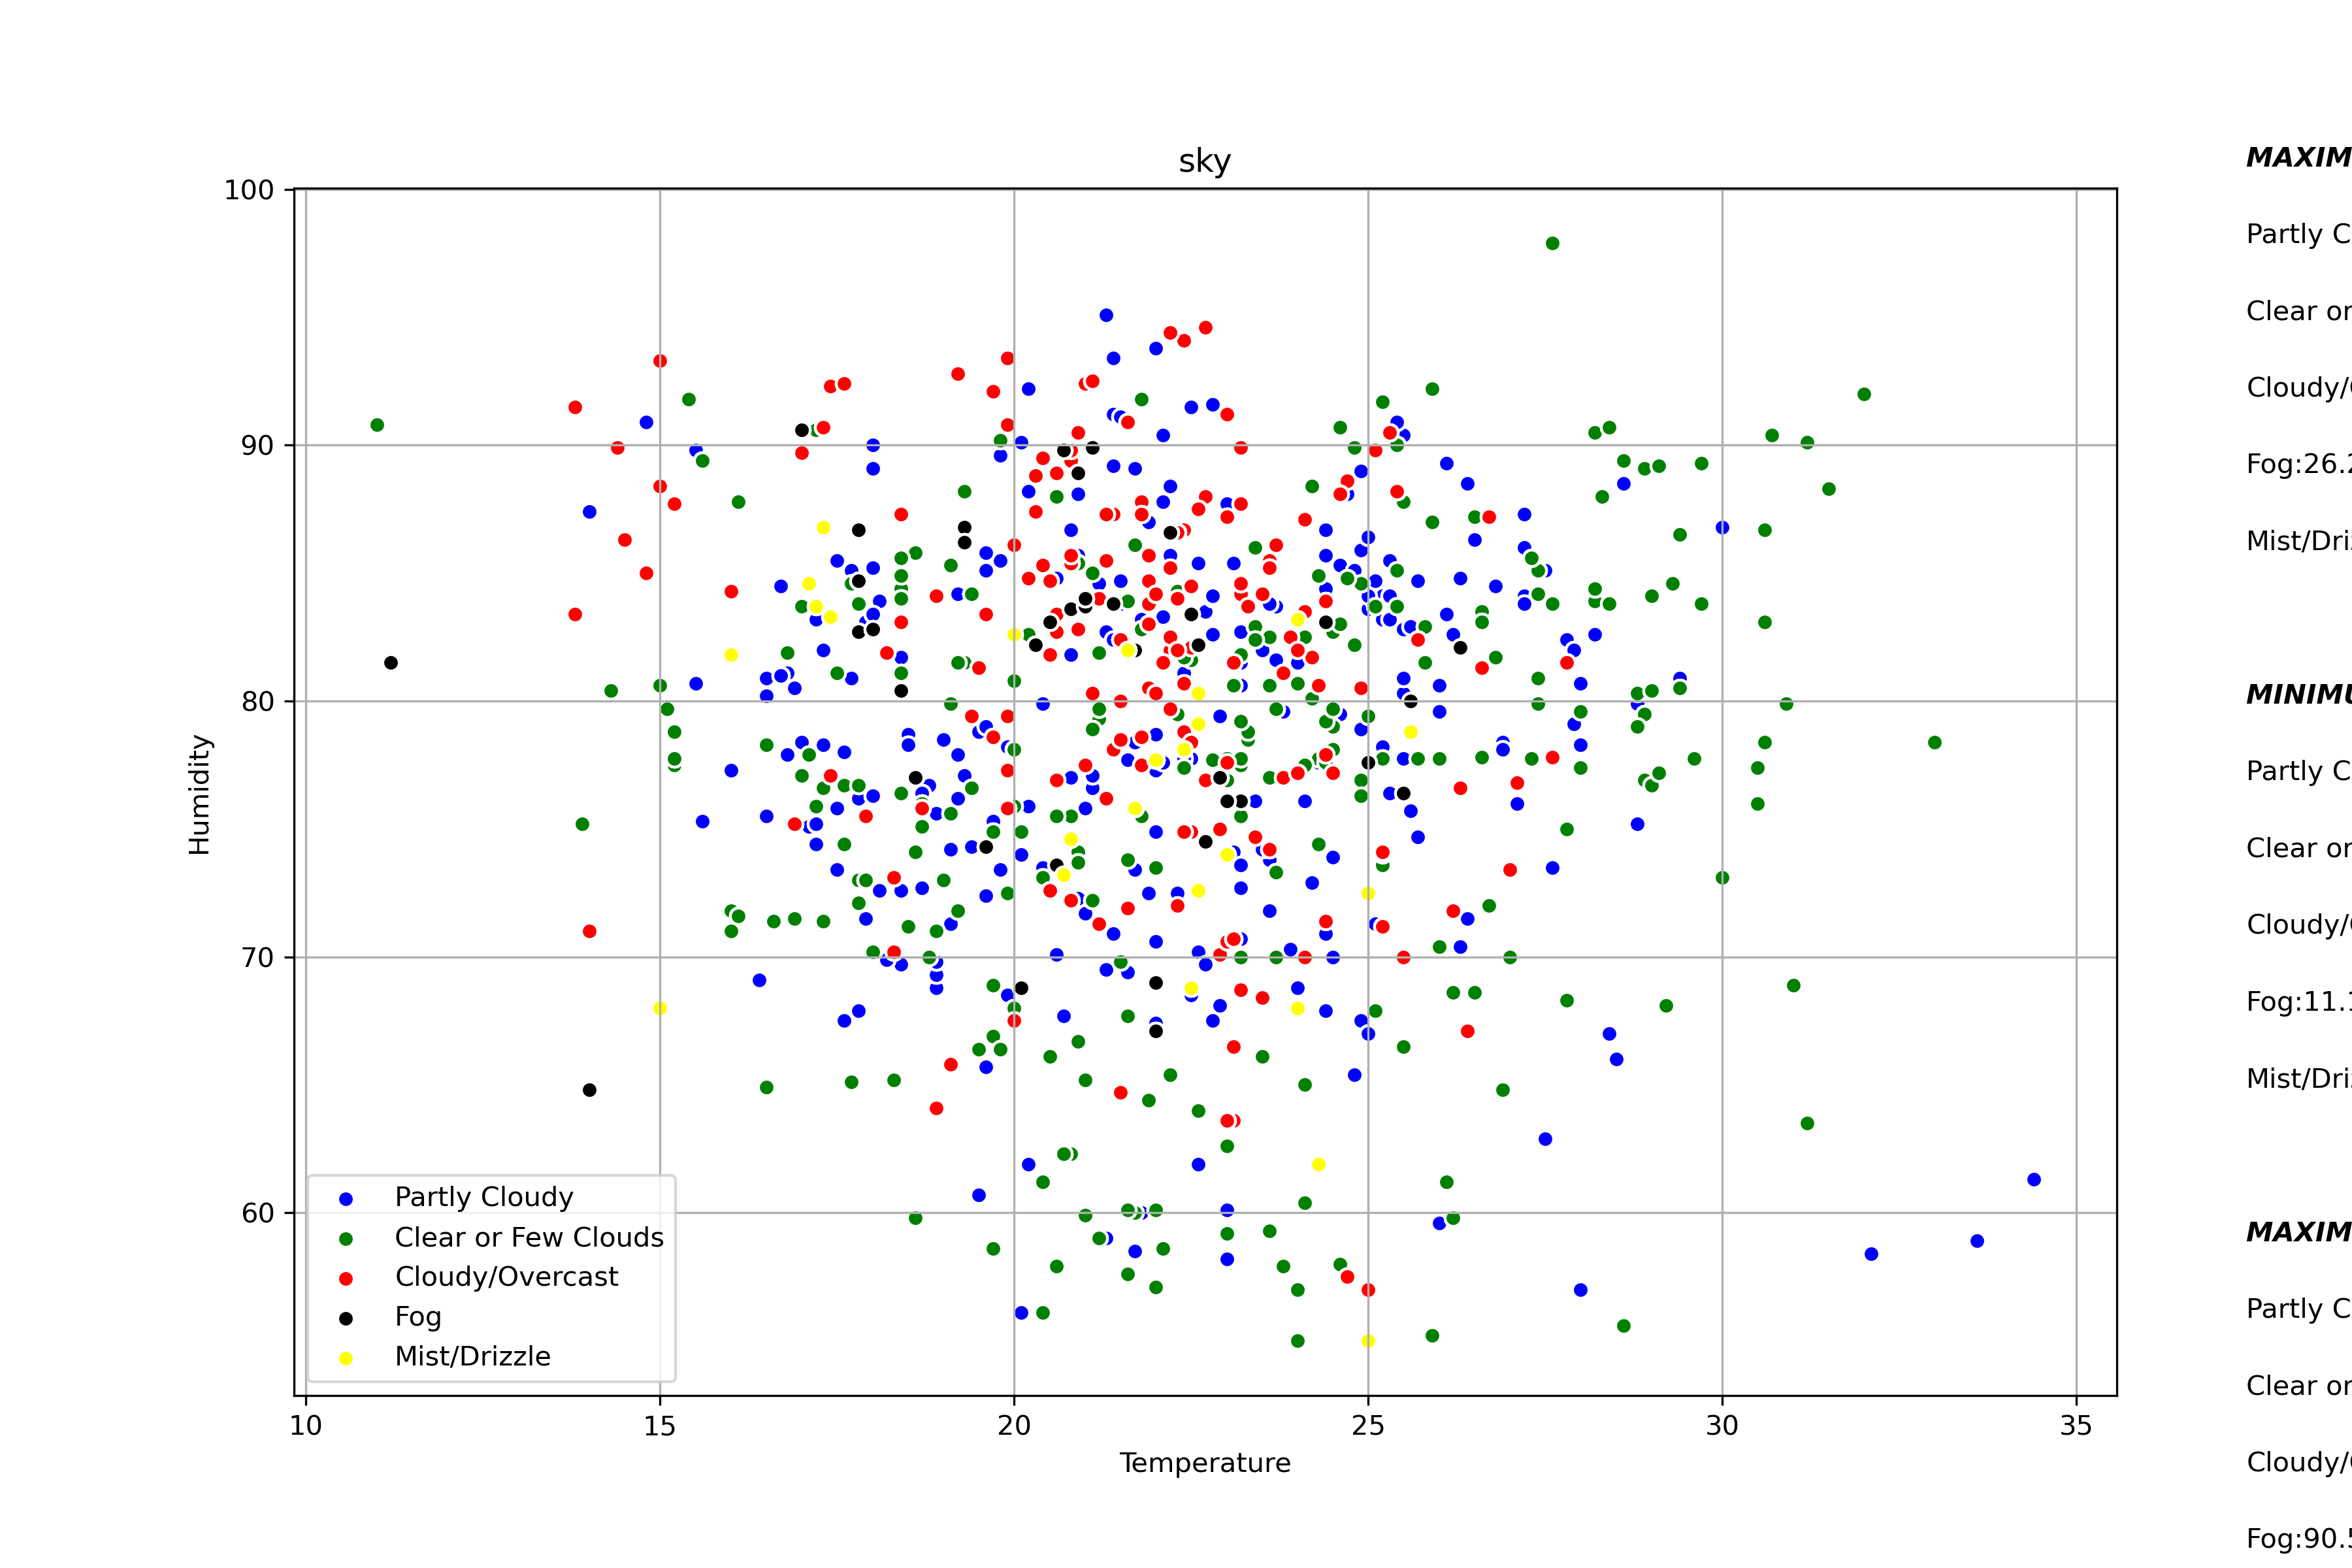 sky
100
90
80
70
60
Humidity
Partly Cloudy
Clear or Few Clouds
Cloudy/Overcast
Fog
Mist/Drizzle
10 15 20 25 30 35
Temperature
MAXIM
Partly C
Clear or
Cloudy/
Fog:26.
Mist/Dri
MINIMU
Partly C
Clear or
Cloudy/
Fog:11.
Mist/Dri
MAXIM
Partly C
Clear or
Cloudy/
Fog:90.